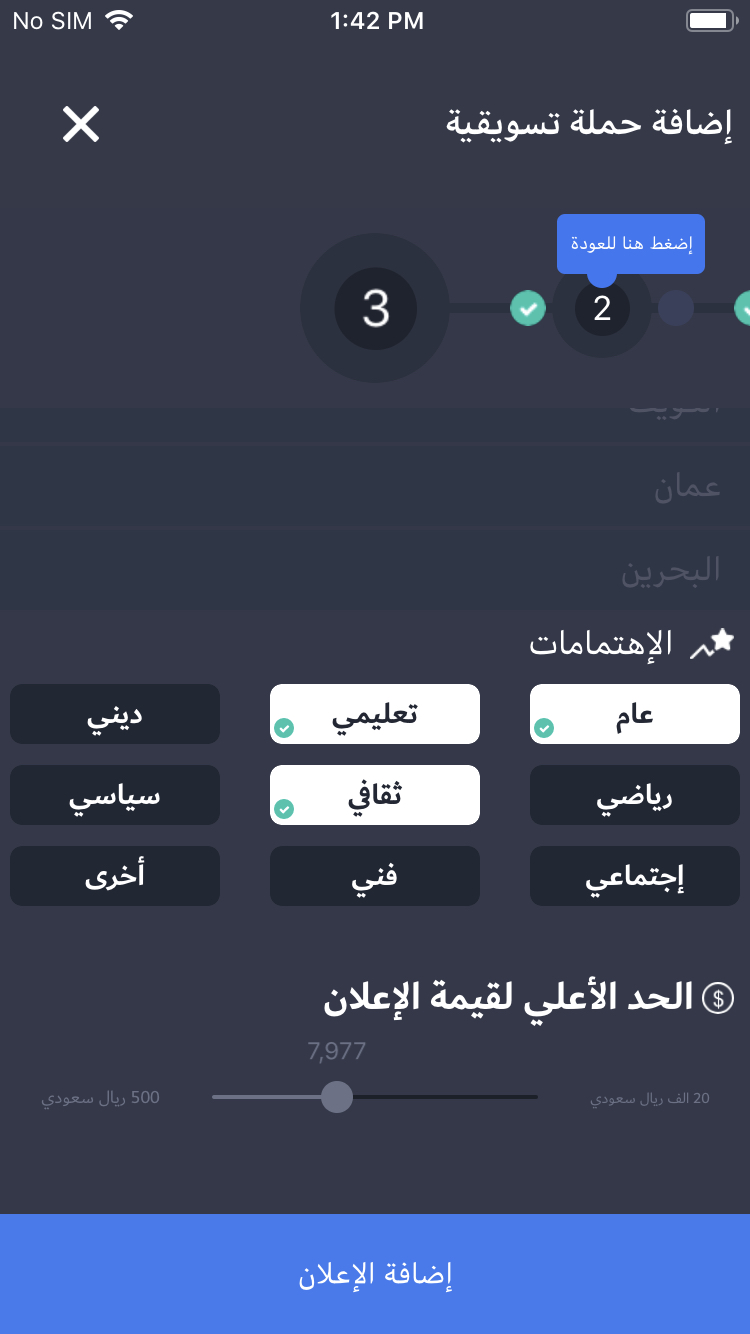 No SIM 1:42 PM
إضافة حملة تسويقية
إضغط هنا للعودة
2
3
عمان
البحرين
الإهتمامات
عام تعليمي ديني
رياضي ثقافي سياسي
إجتماعي فني أخرى
الحد الأعلي لقيمة الإعلان
7,977
20 الف ريال سعودي 500 ريال سعودي
إضافة الإعلان